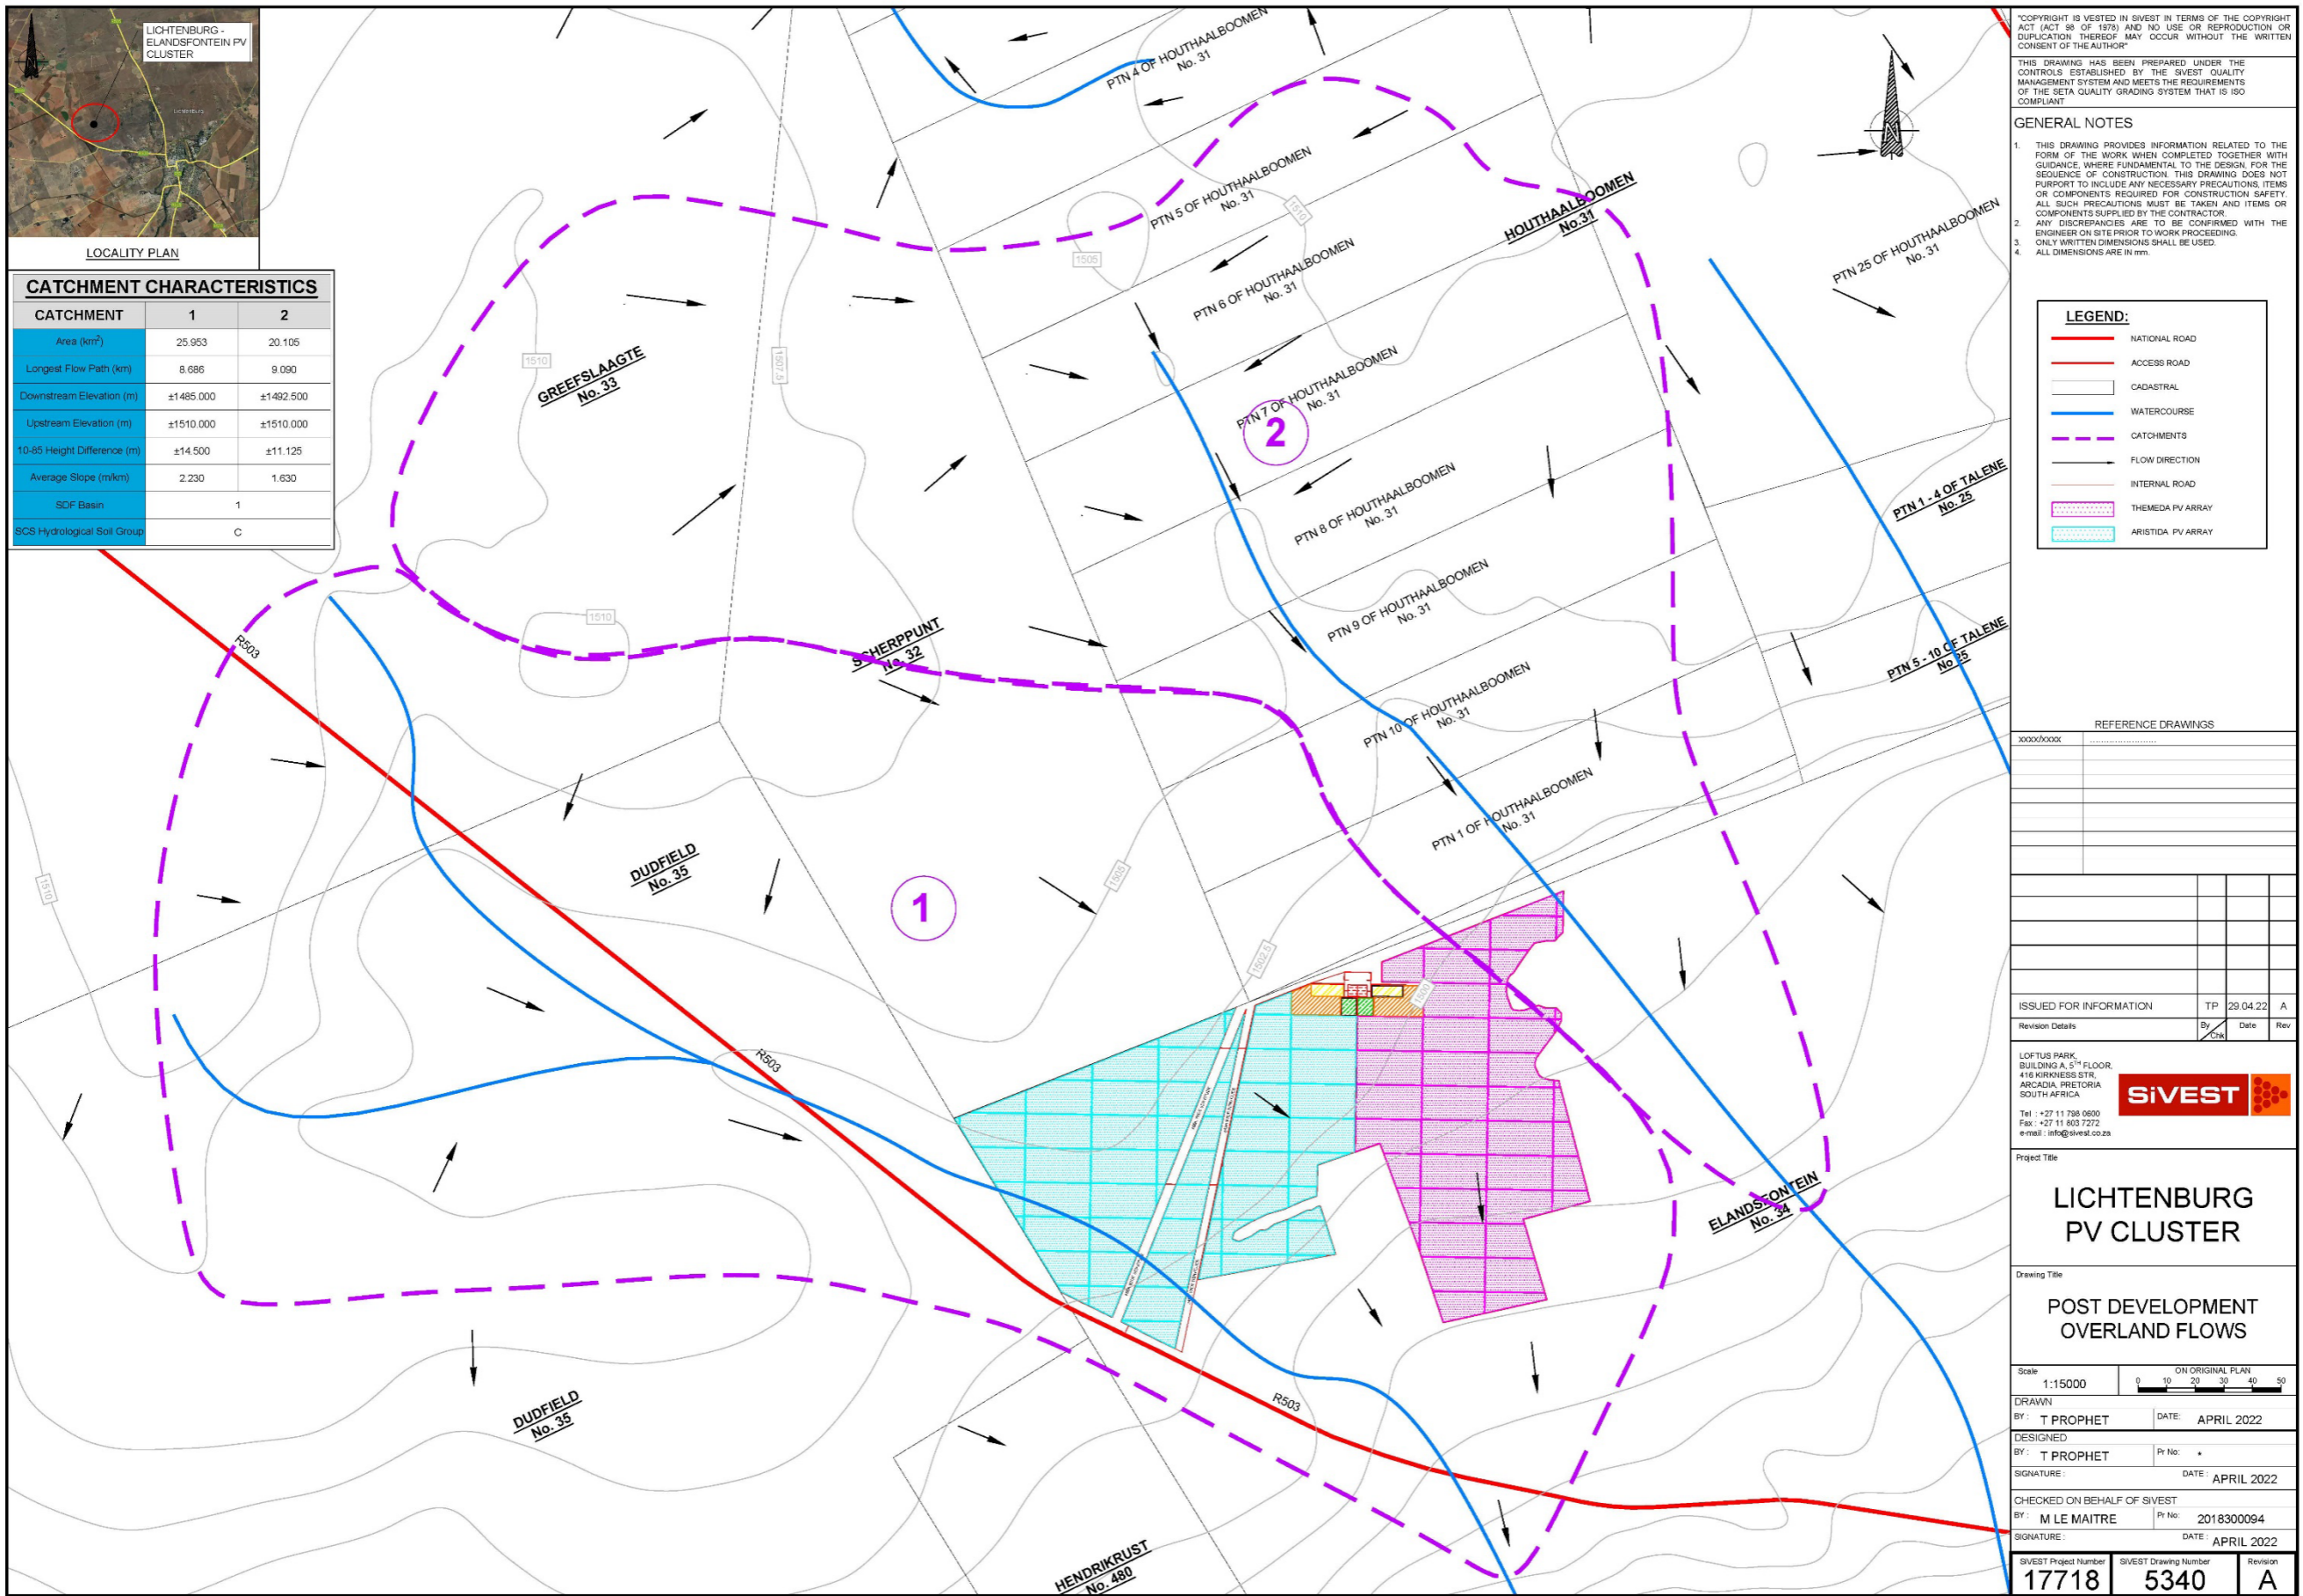 LICHTENBURG -
ELANDSFONTEIN PV
CLUSTER
Lichtenburg
LOCALITY PLAN
CATCHMENT CHARACTERISTICS
CATCHMENT 1 2
Area (km²) 25.953 20.105
Longest Flow Path (km) 8.686 9.090
Downstream Elevation (m) ±1485.000 ±1492.500
Upstream Elevation (m) ±1510.000 ±1510.000
10-85 Height Difference (m) ±14.500 ±11.125
Average Slope (m/km) 2.230 1.630
SDF Basin 1
SCS Hydrological Soil Group C
PTN 4 OF HOUTHAALBOOMEN
No. 31
PTN 5 OF HOUTHAALBOOMEN
No. 31
1510
1505
HOUTHAALBOOMEN
No.31
PTN 25 OF HOUTHAALBOOMEN
No. 31
PTN 6 OF HOUTHAALBOOMEN
No. 31
1510
1507.5
GREEFSLAAGTE
No. 33
PTN 7 OF HOUTHAALBOOMEN
No. 31
2
PTN 8 OF HOUTHAALBOOMEN
No. 31
PTN 1 - 4 OF TALENE
No. 25
PTN 9 OF HOUTHAALBOOMEN
No. 31
1510
R503
SCHERPPUNT
No. 32
PTN 5 - 10 OF TALENE
No 25
PTN 10 OF HOUTHAALBOOMEN
No. 31
PTN 1 OF HOUTHAALBOOMEN
No. 31
DUDFIELD
No. 35
1510
1505
1
1502.5
1500
R503
ELANDSFONTEIN
No. 34
R503
DUDFIELD
No. 35
HENDRIKRUST
No. 480
"COPYRIGHT IS VESTED IN SIVEST IN TERMS OF THE COPYRIGHT
ACT (ACT 98 OF 1978) AND NO USE OR REPRODUCTION OR
DUPLICATION THEREOF MAY OCCUR WITHOUT THE WRITTEN
CONSENT OF THE AUTHOR"
THIS DRAWING HAS BEEN PREPARED UNDER THE
CONTROLS ESTABLISHED BY THE SIVEST QUALITY
MANAGEMENT SYSTEM AND MEETS THE REQUIREMENTS
OF THE SETA QUALITY GRADING SYSTEM THAT IS ISO
COMPLIANT
GENERAL NOTES
1. THIS DRAWING PROVIDES INFORMATION RELATED TO THE
FORM OF THE WORK WHEN COMPLETED TOGETHER WITH
GUIDANCE, WHERE FUNDAMENTAL TO THE DESIGN, FOR THE
SEQUENCE OF CONSTRUCTION. THIS DRAWING DOES NOT
PURPORT TO INCLUDE ANY NECESSARY PRECAUTIONS, ITEMS
OR COMPONENTS REQUIRED FOR CONSTRUCTION SAFETY.
ALL SUCH PRECAUTIONS MUST BE TAKEN AND ITEMS OR
COMPONENTS SUPPLIED BY THE CONTRACTOR.
2. ANY DISCREPANCIES ARE TO BE CONFIRMED WITH THE
ENGINEER ON SITE PRIOR TO WORK PROCEEDING.
3. ONLY WRITTEN DIMENSIONS SHALL BE USED.
4. ALL DIMENSIONS ARE IN mm.
LEGEND:
NATIONAL ROAD
ACCESS ROAD
CADASTRAL
WATERCOURSE
CATCHMENTS
FLOW DIRECTION
INTERNAL ROAD
THEMEDA PV ARRAY
ARISTIDA PV ARRAY
REFERENCE DRAWINGS
XXXX/XXXX ........................
ISSUED FOR INFORMATION TP 29.04.22 A
Revision Details By Chk Date Rev
LOFTUS PARK,
BUILDING A, 5TH FLOOR,
416 KIRKNESS STR,
ARCADIA, PRETORIA
SOUTH AFRICA
Tel : +27 11 798 0600
Fax : +27 11 803 7272
e-mail : info@sivest.co.za
SiVEST
Project Title
LICHTENBURG
PV CLUSTER
Drawing Title
POST DEVELOPMENT
OVERLAND FLOWS
Scale ON ORIGINAL PLAN
1:15000 0 10 20 30 40 50
DRAWN
BY : T PROPHET DATE: APRIL 2022
DESIGNED
BY : T PROPHET Pr No: *
SIGNATURE : DATE : APRIL 2022
CHECKED ON BEHALF OF SiVEST
BY : M LE MAITRE Pr No: 2018300094
SIGNATURE : DATE : APRIL 2022
SiVEST Project Number SiVEST Drawing Number Revision
17718 5340 A